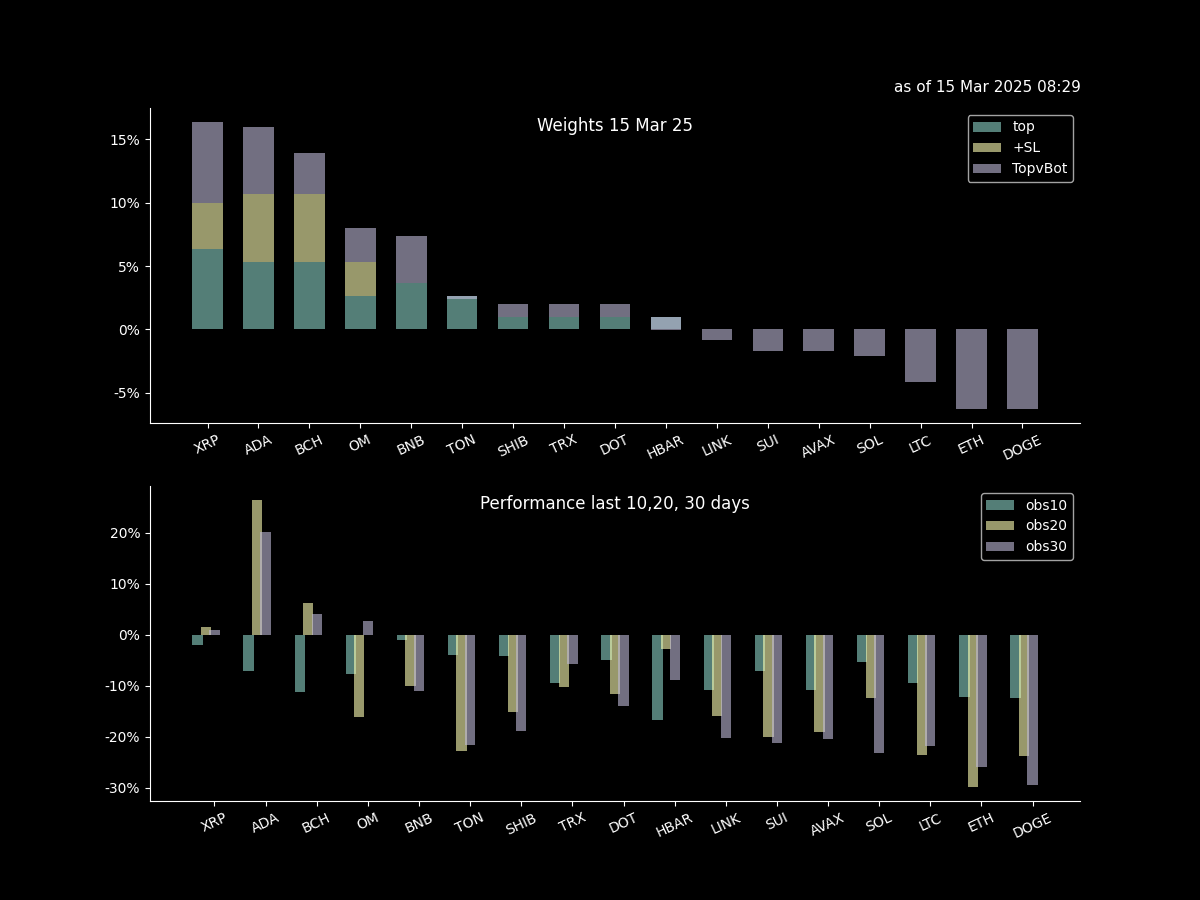 as of 15 Mar 2025 08:29
Weights 15 Mar 25
top
+SL
TopvBot
15%
10%
5%
0%
-5%
XRP ADA BCH OM BNB TON SHIB TRX DOT HBAR LINK SUI AVAX SOL LTC ETH DOGE
Performance last 10,20, 30 days
obs10
obs20
obs30
20%
10%
0%
-10%
-20%
-30%
XRP ADA BCH OM BNB TON SHIB TRX DOT HBAR LINK SUI AVAX SOL LTC ETH DOGE